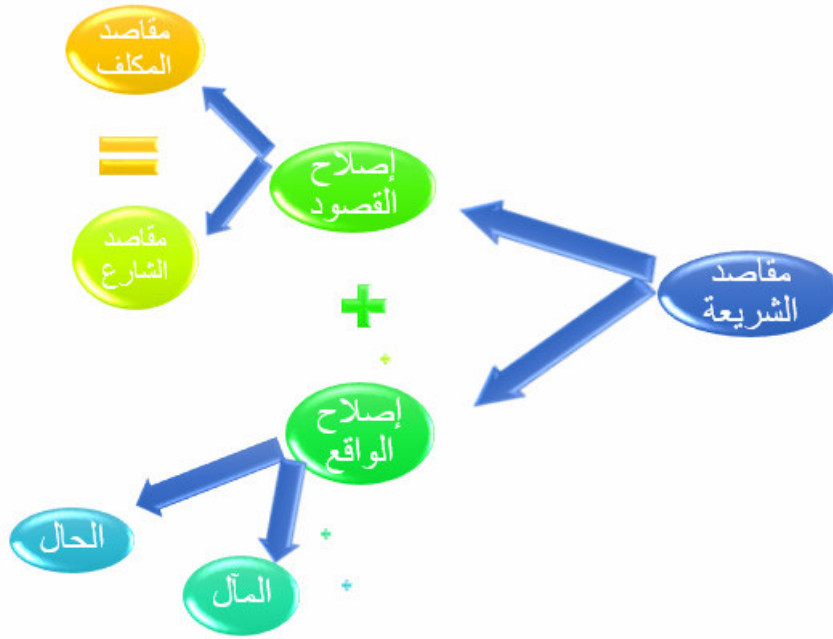 مقاصد
الشريعة
إصلاح
القصود
مقاصد
المكلف
=
مقاصد
الشارع
+
إصلاح
الواقع
الحال
المآل